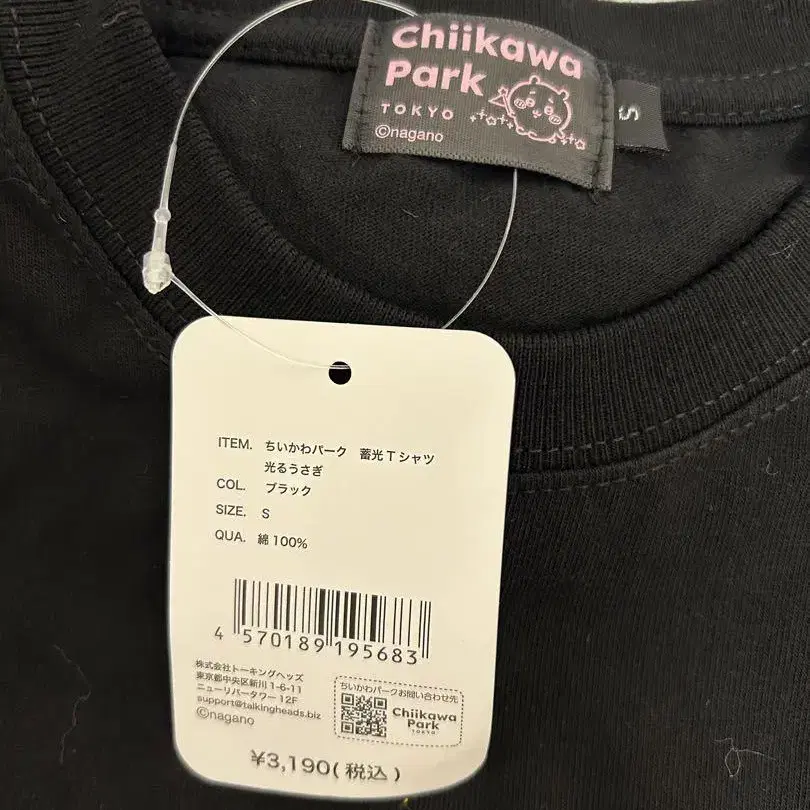 Chiikawa
Park
TOKYO
©nagano
S
ITEM. ちいかわパーク 蓄光Tシャツ
光るうさぎ
COL. ブラック
SIZE. S
QUA. 綿100%
4 570189 195683
株式会社トーキングヘッズ
東京都中央区新川1-6-11
ニューリバータワー12F
support@talkingheads.biz
©nagano
ちいかわパークお問い合わせ先
Chiikawa
Park
TOKYO
¥3,190(税込)